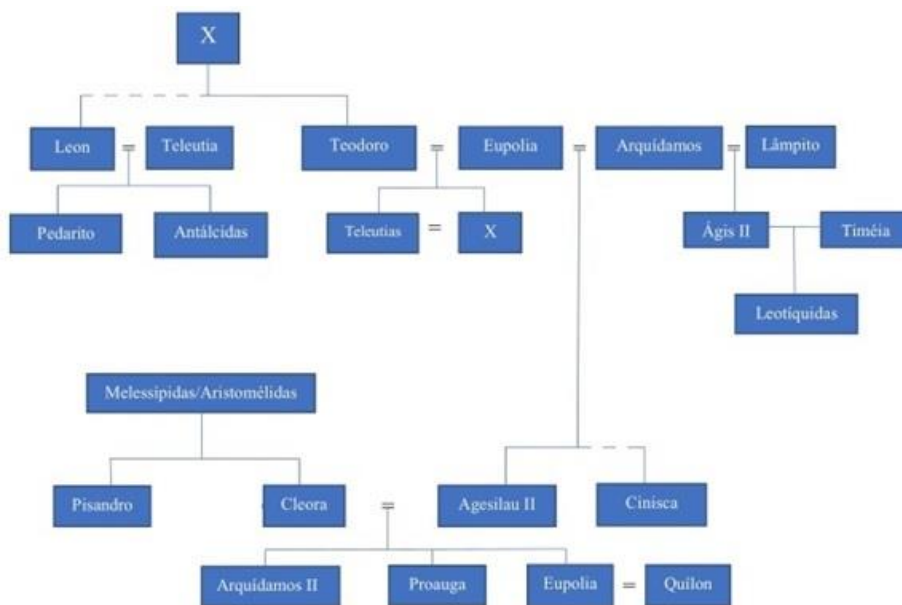 X
Leon = Teleutia
Teodoro = Eupolia = Arquídamos = Lâmpito
Pedarito
Antálcidas
Teleutias = X
Ágis II
Timéia
Leotíquidas
Melessípidas/Aristomélidas
Pisandro
Cleora = Agesilau II
Cinisca
Arquídamos II
Proauga
Eupolia = Quílon